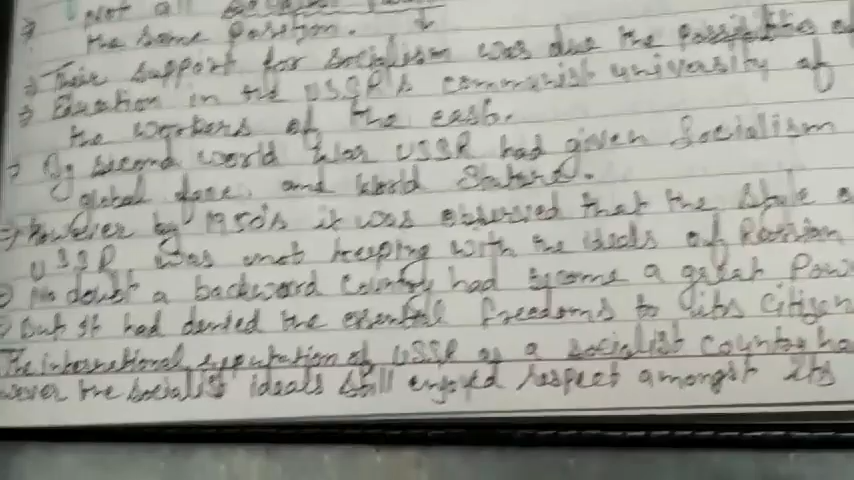 ⇒ Not all
the same position.
⇒ Their support for socialism was due the
⇒ Education in the USSR's communist university of
the workers of the east.
⇒ By second world war USSR had given Socialism
global face, and World Stature.
⇒ However by 1950's it was observed that the Style
USSR was not keeping with the ideals of Russian
No doubt a backward Country had become a great Pow
But it had denied the essential freedoms to its Citizen
The international reputation of USSR as a socialist country ha
wever the socialist ideals still enjoyed respect amongst its